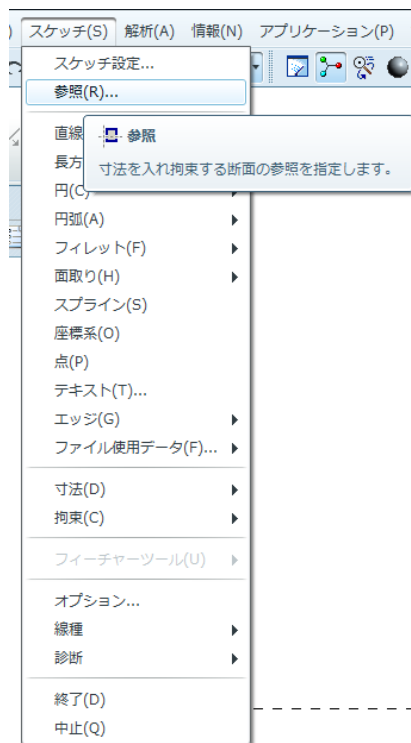 ) スケッチ(S) 解析(A) 情報(N) アプリケーション(P)
スケッチ設定...
参照(R)...
直線
参照
長方
寸法を入れ拘束する断面の参照を指定します。
円(C)
円弧(A)
フィレット(F)
面取り(H)
スプライン(S)
座標系(O)
点(P)
テキスト(T)...
エッジ(G)
ファイル使用データ(F)...
寸法(D)
拘束(C)
フィーチャーツール(U)
オプション...
線種
診断
終了(D)
中止(Q)